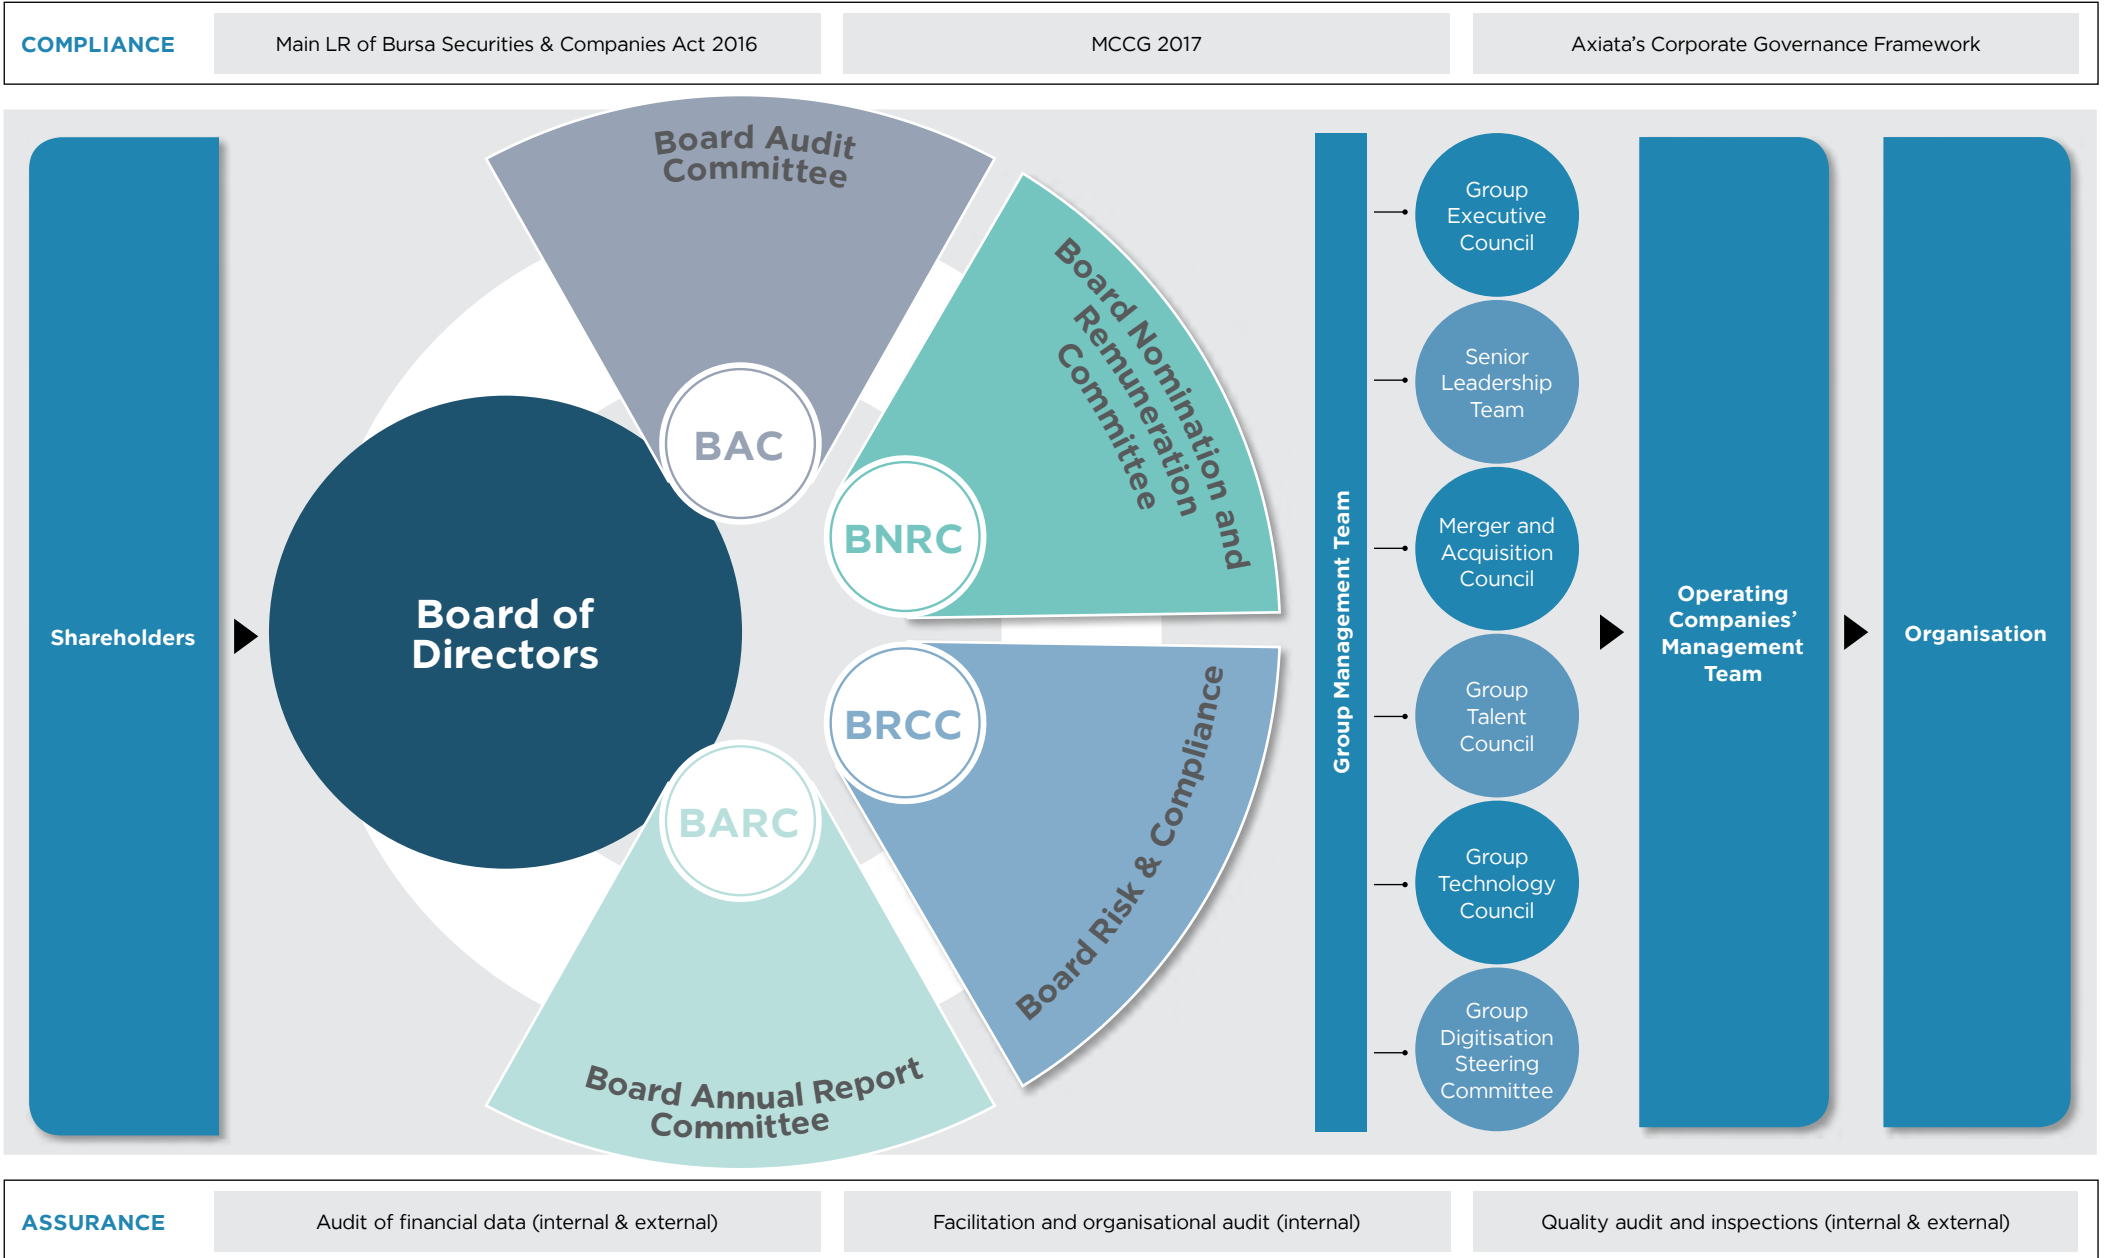 COMPLIANCE
Main LR of Bursa Securities & Companies Act 2016
MCCG 2017
Axiata's Corporate Governance Framework
Shareholders
Board of
Directors
Board Audit
Committee
BAC
Board Nomination and
Remuneration
Committee
BNRC
BRCC
Board Risk & Compliance
BARC
Board Annual Report
Committee
Group Management Team
Group
Executive
Council
Senior
Leadership
Team
Merger and
Acquisition
Council
Group
Talent
Council
Group
Technology
Council
Group
Digitisation
Steering
Committee
Operating
Companies'
Management
Team
Organisation
ASSURANCE
Audit of financial data (internal & external)
Facilitation and organisational audit (internal)
Quality audit and inspections (internal & external)